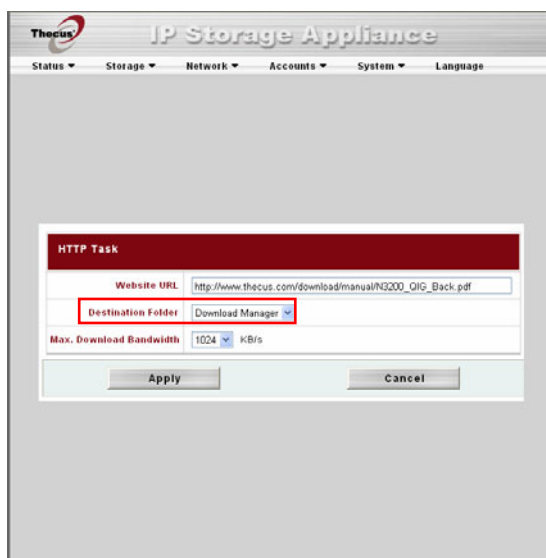 Thecus
IP Storage Appliance
Status Storage Network Accounts System Language
HTTP Task
Website URL http://www.thecus.com/download/manual/N3200_QIG_Back.pdf
Destination Folder Download Manager
Max. Download Bandwidth 1024 KB/s
Apply Cancel